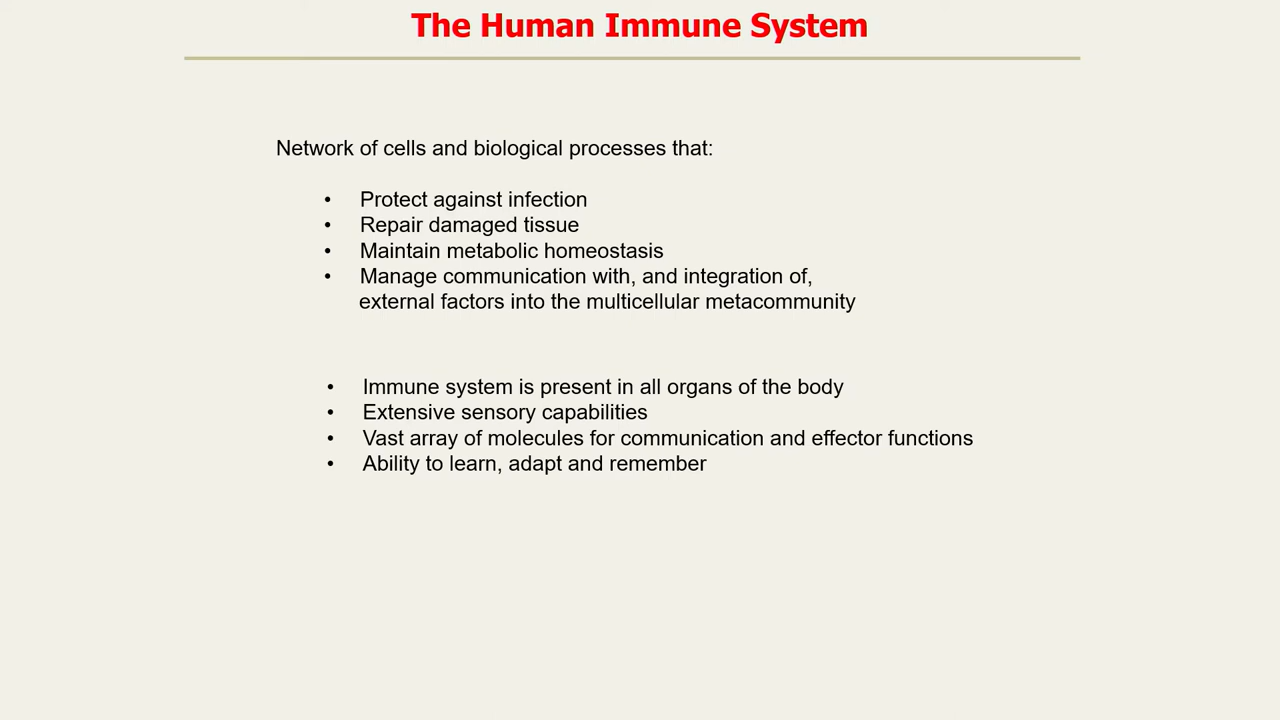 The Human Immune System
Network of cells and biological processes that:
• Protect against infection
• Repair damaged tissue
• Maintain metabolic homeostasis
• Manage communication with, and integration of,
external factors into the multicellular metacommunity
• Immune system is present in all organs of the body
• Extensive sensory capabilities
• Vast array of molecules for communication and effector functions
• Ability to learn, adapt and remember